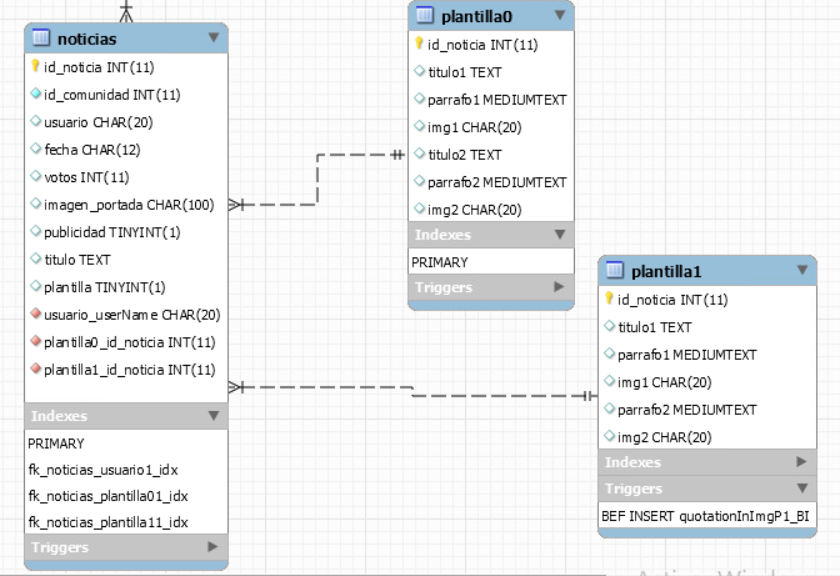 noticias
id_noticia INT(11)
id_comunidad INT(11)
usuario CHAR(20)
fecha CHAR(12)
votos INT(11)
imagen_portada CHAR(100)
publicidad TINYINT(1)
titulo TEXT
plantilla TINYINT(1)
usuario_userName CHAR(20)
plantilla0_id_noticia INT(11)
plantilla1_id_noticia INT(11)
Indexes
PRIMARY
fk_noticias_usuario1_idx
fk_noticias_plantilla01_idx
fk_noticias_plantilla11_idx
Triggers
plantilla0
id_noticia INT(11)
titulo1 TEXT
parrafo1 MEDIUMTEXT
img1 CHAR(20)
titulo2 TEXT
parrafo2 MEDIUMTEXT
img2 CHAR(20)
Indexes
PRIMARY
Triggers
plantilla1
id_noticia INT(11)
titulo1 TEXT
parrafo1 MEDIUMTEXT
img1 CHAR(20)
parrafo2 MEDIUMTEXT
img2 CHAR(20)
Indexes
Triggers
BEF INSERT quotationInImgP1_BI